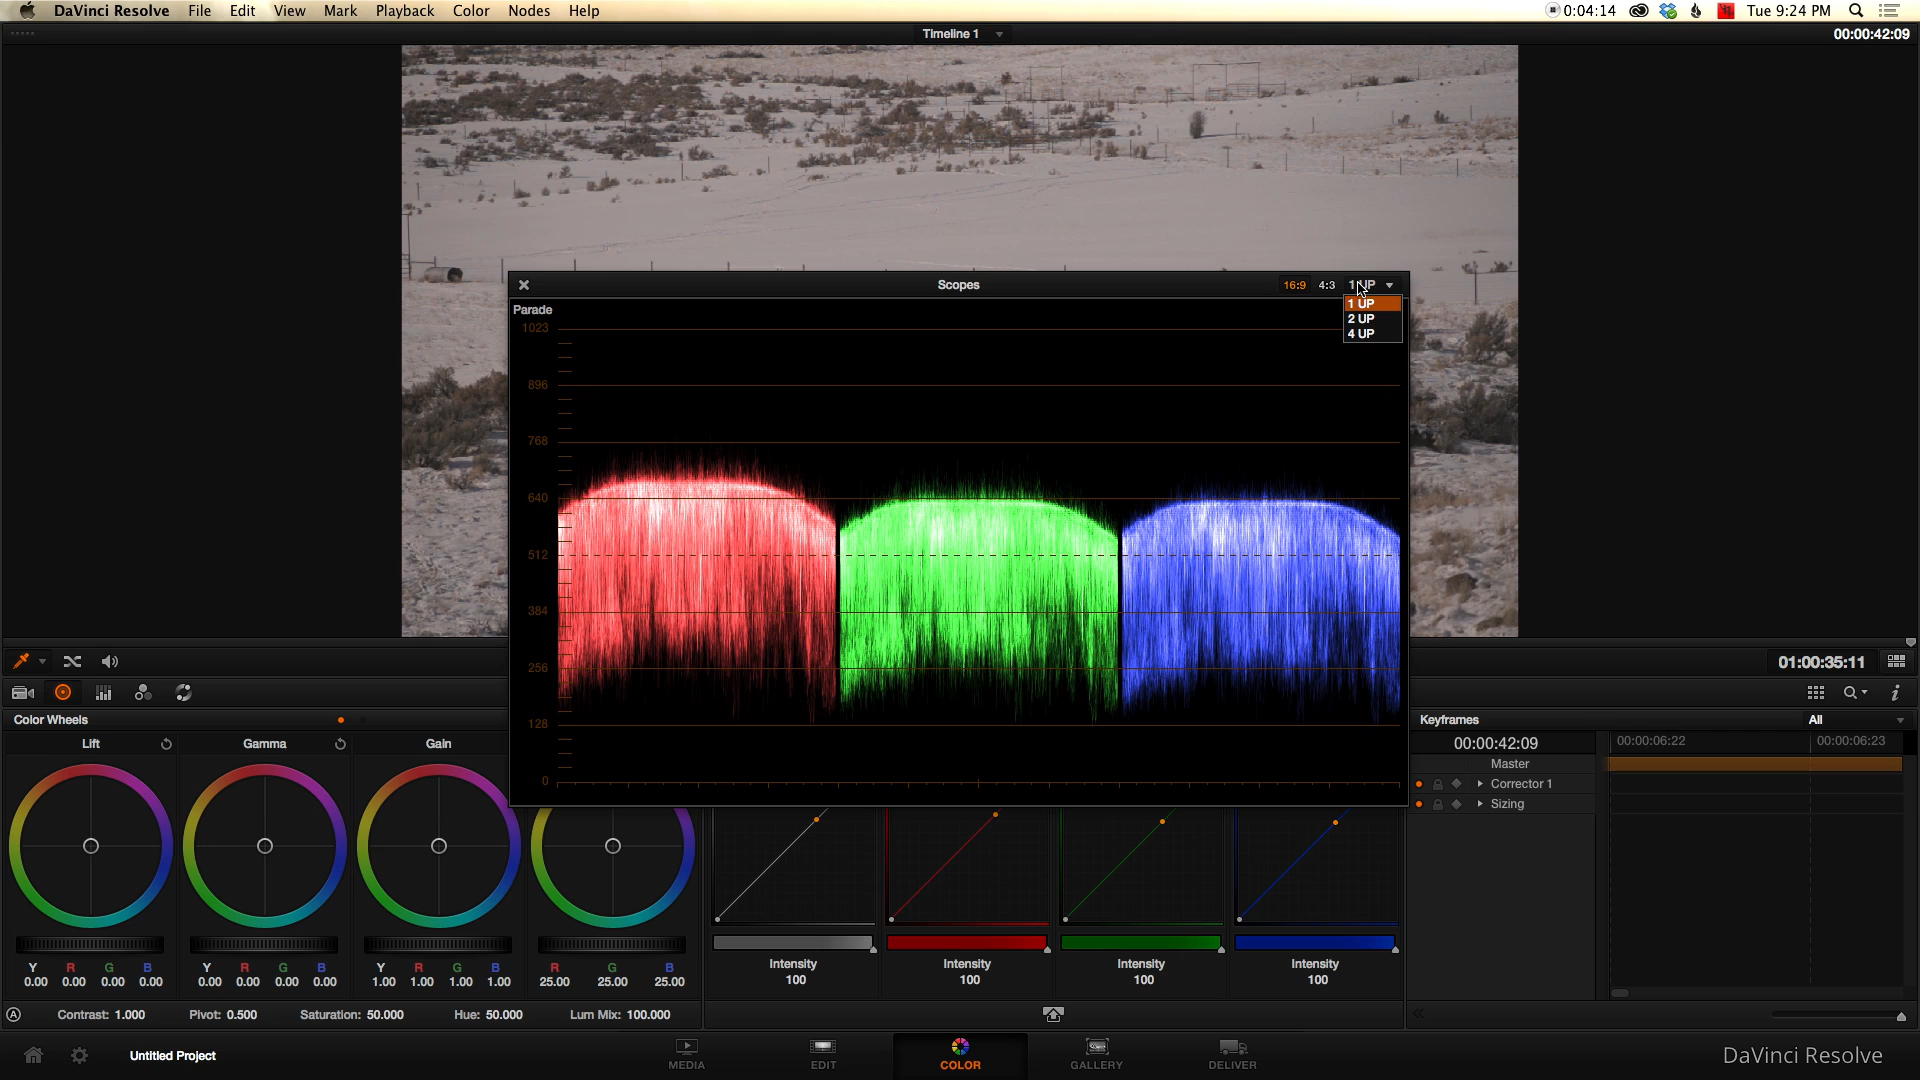 DaVinci Resolve File Edit View Mark Playback Color Nodes Help 0:04:14 Tue 9:24 PM
Timeline 1 00:00:42:09
Scopes 16:9 4:3 1 UP
Parade
1 UP
2 UP
4 UP
1023
896
768
640
512
384
256
128
0
01:00:35:11
Color Wheels
Keyframes All
Lift Gamma Gain
00:00:42:09 00:00:06:22 00:00:06:23
Master
Corrector 1
Sizing
Y R G B Y R G B Y R G B R G B
0.00 0.00 0.00 0.00 0.00 0.00 0.00 0.00 1.00 1.00 1.00 1.00 25.00 25.00 25.00
Intensity Intensity Intensity Intensity
100 100 100 100
A Contrast: 1.000 Pivot: 0.500 Saturation: 50.000 Hue: 50.000 Lum Mix: 100.000
Untitled Project
MEDIA EDIT COLOR GALLERY DELIVER
DaVinci Resolve